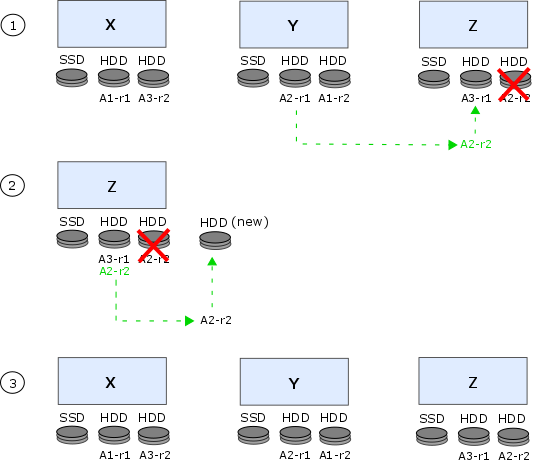 1
X
Y
Z
SSD HDD HDD
SSD HDD HDD
SSD HDD HDD
A1-r1 A3-r2
A2-r1 A1-r2
A3-r1 A2-r2
A2-r2
2
Z
SSD HDD HDD
HDD (new)
A3-r1 A2-r2
A2-r2
A2-r2
3
X
Y
Z
SSD HDD HDD
SSD HDD HDD
SSD HDD HDD
A1-r1 A3-r2
A2-r1 A1-r2
A3-r1 A2-r2